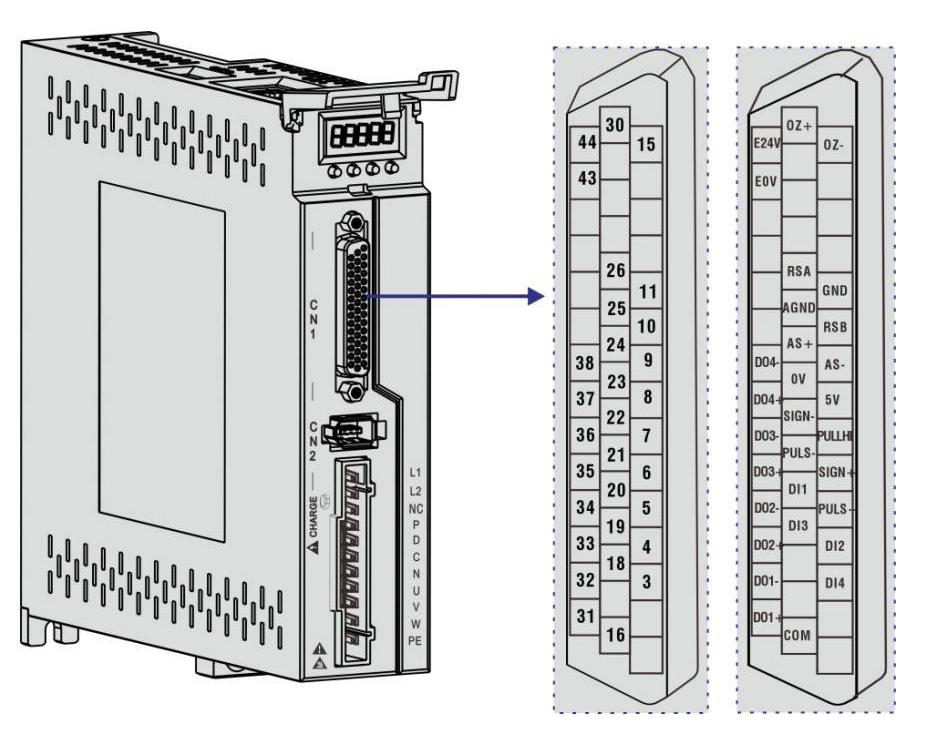 88888
CN1
CN2
CHARGE
L1
L2
NC
P
D
C
N
U
V
W
PE
30
44
15
43
26
11
25
10
24
38
9
23
37
8
22
36
7
21
35
6
20
34
5
19
33
4
18
32
3
31
16
OZ+
E24V
OZ-
E0V
RSA
GND
AGND
RSB
AS+
DO4-
AS-
0V
DO4+
5V
SIGN-
DO3-
PULLHI
PULS-
DO3+
SIGN+
DI1
DO2-
PULS+
DI3
DO2+
DI2
DO1-
DI4
DO1+
COM